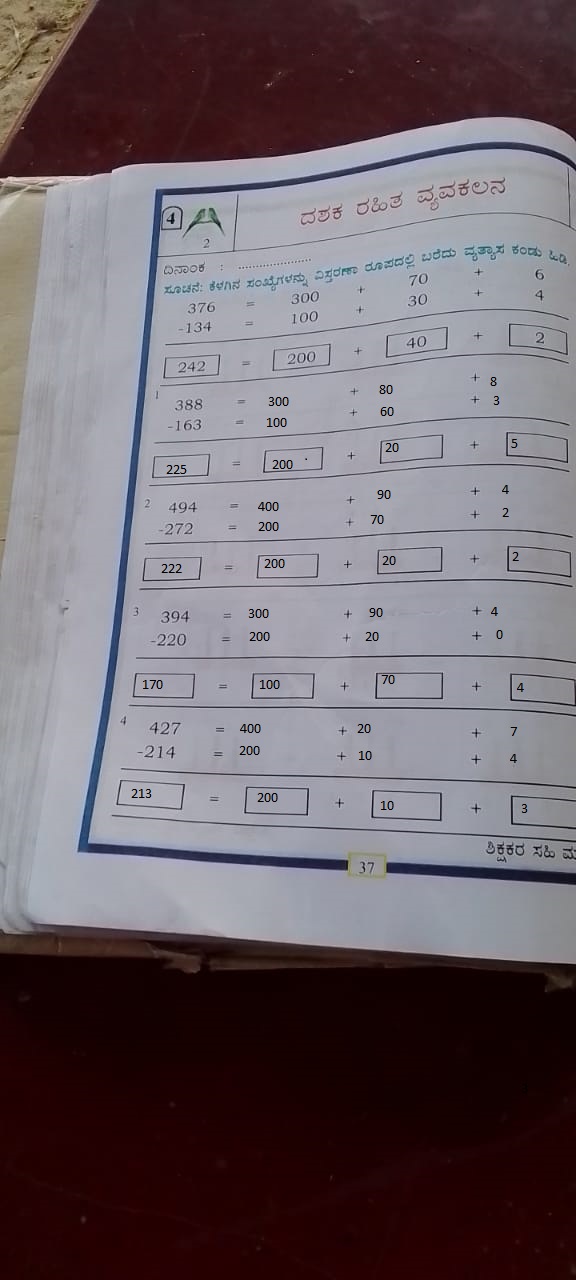 4
ದಶಕ ರಹಿತ ವ್ಯವಕಲನ
2
ದಿನಾಂಕ : ......................
ಸೂಚನೆ: ಕೆಳಗಿನ ಸಂಖ್ಯೆಗಳನ್ನು ವಿಸ್ತರಣಾ ರೂಪದಲ್ಲಿ ಬರೆದು ವ್ಯತ್ಯಾಸ ಕಂಡು ಹಿಡಿ.
376 = 300 + 70 + 6
-134 = 100 + 30 + 4
242 = 200 + 40 + 2
1 388 = 300 + 80 + 8
-163 = 100 + 60 + 3
225 = 200 + 20 + 5
2 494 = 400 + 90 + 4
-272 = 200 + 70 + 2
222 = 200 + 20 + 2
3 394 = 300 + 90 + 4
-220 = 200 + 20 + 0
170 = 100 + 70 + 4
4 427 = 400 + 20 + 7
-214 = 200 + 10 + 4
213 = 200 + 10 + 3
ಶಿಕ್ಷಕರ ಸಹಿ ಮ
37